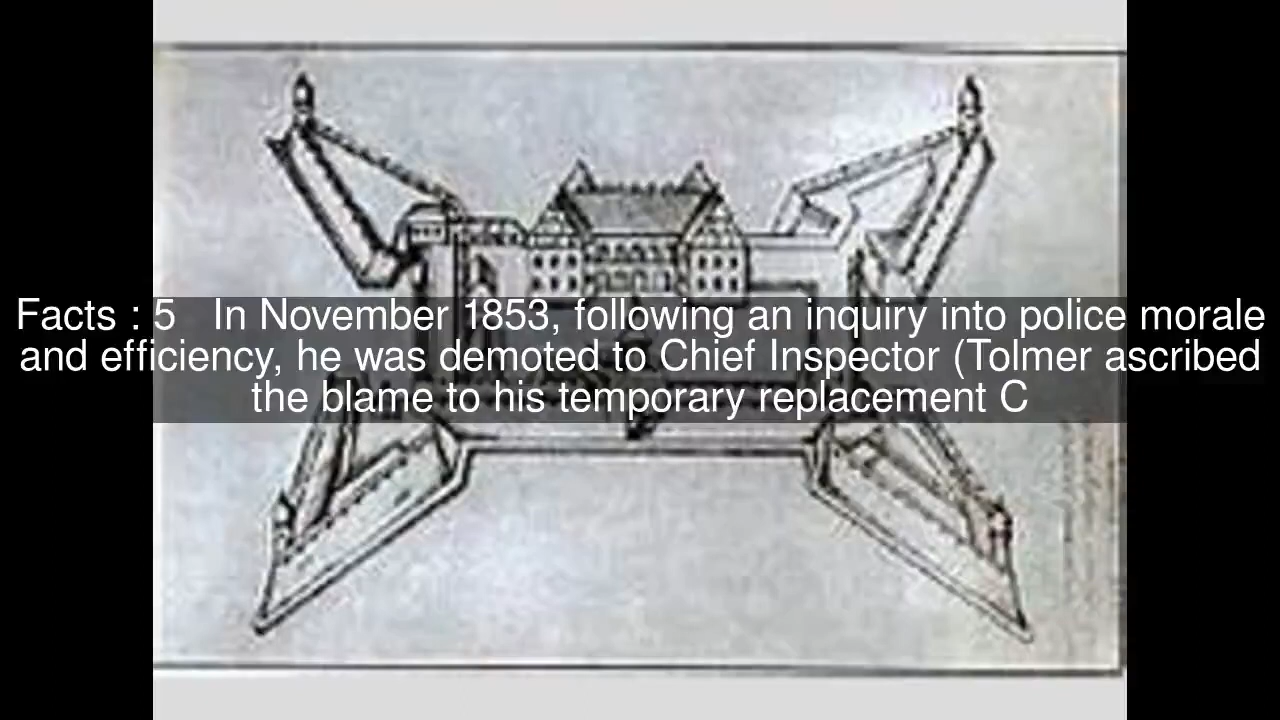 Facts : 5   In November 1853, following an inquiry into police morale
and efficiency, he was demoted to Chief Inspector (Tolmer ascribed
the blame to his temporary replacement C